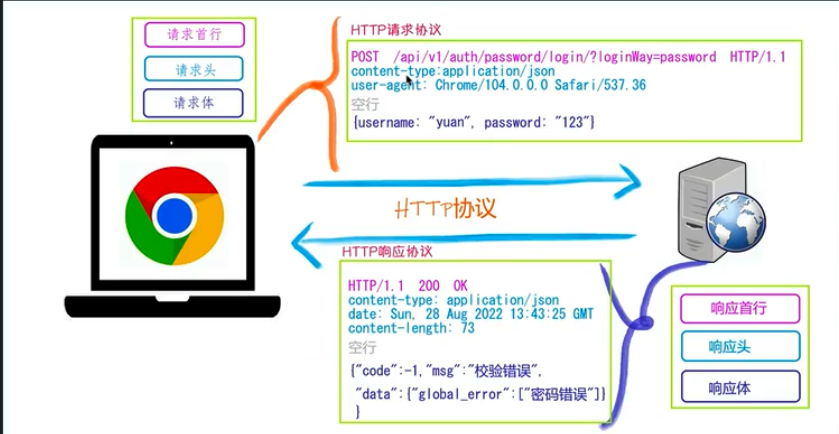 请求首行
请求头
请求体
HTTP请求协议
POST /api/v1/auth/password/login/?loginWay=password HTTP/1.1
content-type:application/json
user-agent: Chrome/104.0.0.0 Safari/537.36
空行
{username: "yuan", password: "123"}
HTTP协议
HTTP响应协议
HTTP/1.1 200 OK
content-type: application/json
date: Sun, 28 Aug 2022 13:43:25 GMT
content-length: 73
空行
{"code":-1,"msg":"校验错误",
"data":{"global_error":["密码错误"]}
}
响应首行
响应头
响应体